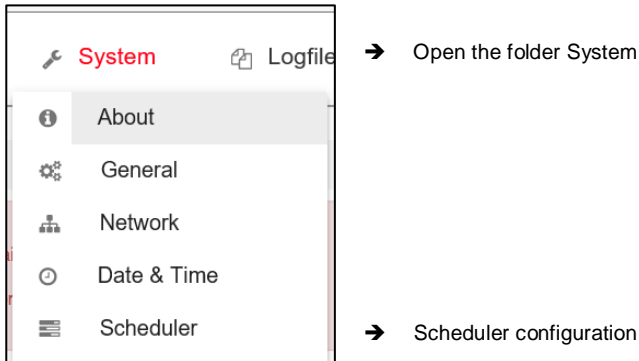 System Logfile ➔ Open the folder System
About
General
Network
Date & Time
Scheduler ➔ Scheduler configuration